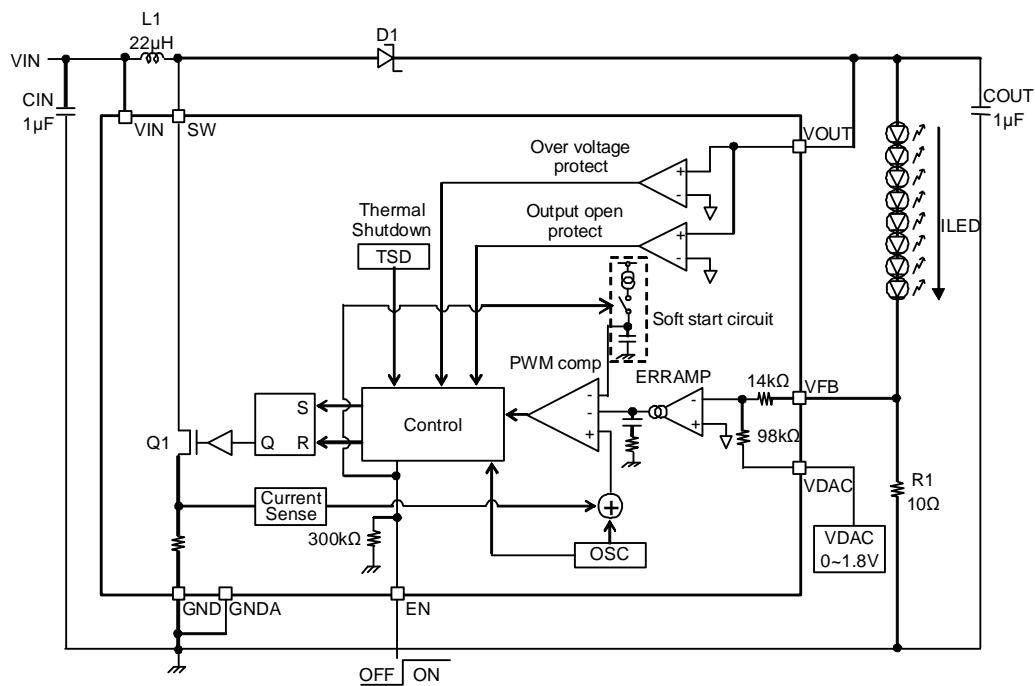 L1
22µH
D1
VIN
CIN
1µF
COUT
1µF
VIN
SW
VOUT
Over voltage
protect
+
-
Thermal
Shutdown
TSD
Output open
protect
+
-
ILED
Soft start circuit
PWM comp
ERRAMP
14kΩ
VFB
S
Control
-
-
+
-
+
98kΩ
Q1
Q
R
VDAC
R1
10Ω
Current
Sense
+
300kΩ
OSC
VDAC
0~1.8V
GND
GNDA
EN
OFF
ON